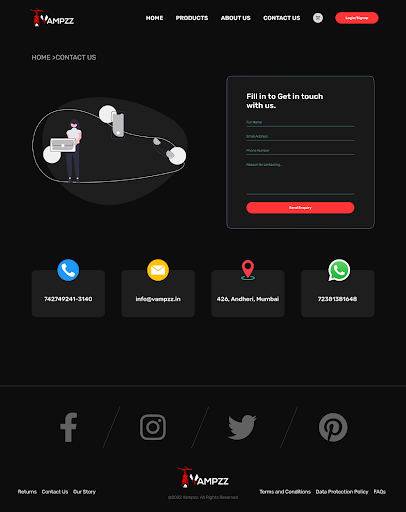 VAMPZZ
HOME PRODUCTS ABOUT US CONTACT US Login/Signup
HOME >CONTACT US
Fill in to Get in touch
with us.
Full Name
Email Address
Phone Number
Reason for contacting...
Send Enquiry
742749241-3140
info@vampzz.in
426, Andheri, Mumbai
72381381648
VAMPZZ
Returns Contact Us Our Story
©2022 Vampzz. All Rights Reserved
Terms and Conditions Data Protection Policy FAQs